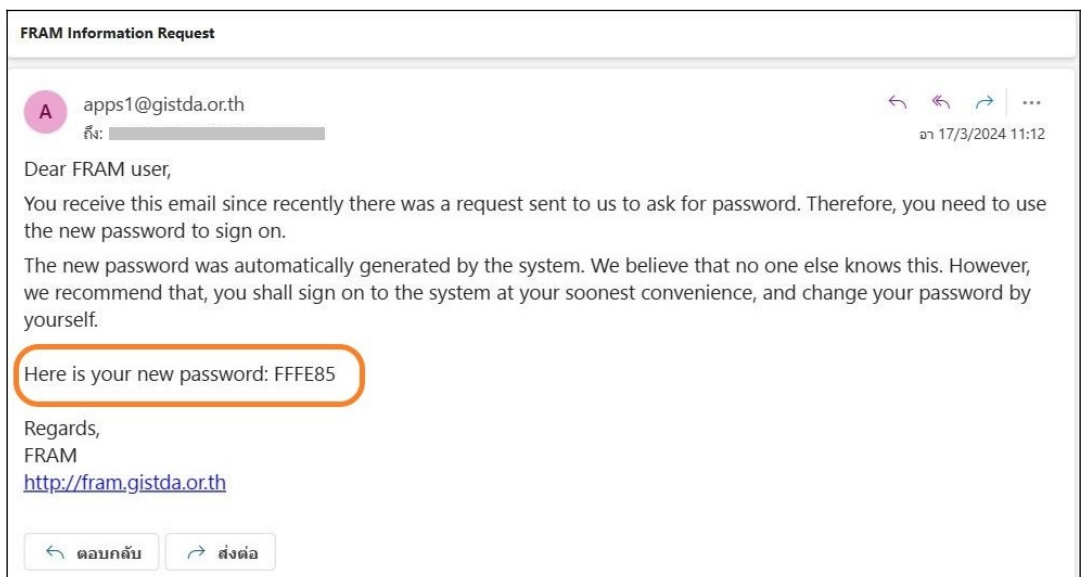 FRAM Information Request
A
apps1@gistda.or.th
ถึง:
อา 17/3/2024 11:12
Dear FRAM user,
You receive this email since recently there was a request sent to us to ask for password. Therefore, you need to use
the new password to sign on.
The new password was automatically generated by the system. We believe that no one else knows this. However,
we recommend that, you shall sign on to the system at your soonest convenience, and change your password by
yourself.
Here is your new password: FFFE85
Regards,
FRAM
http://fram.gistda.or.th
ตอบกลับ ส่งต่อ